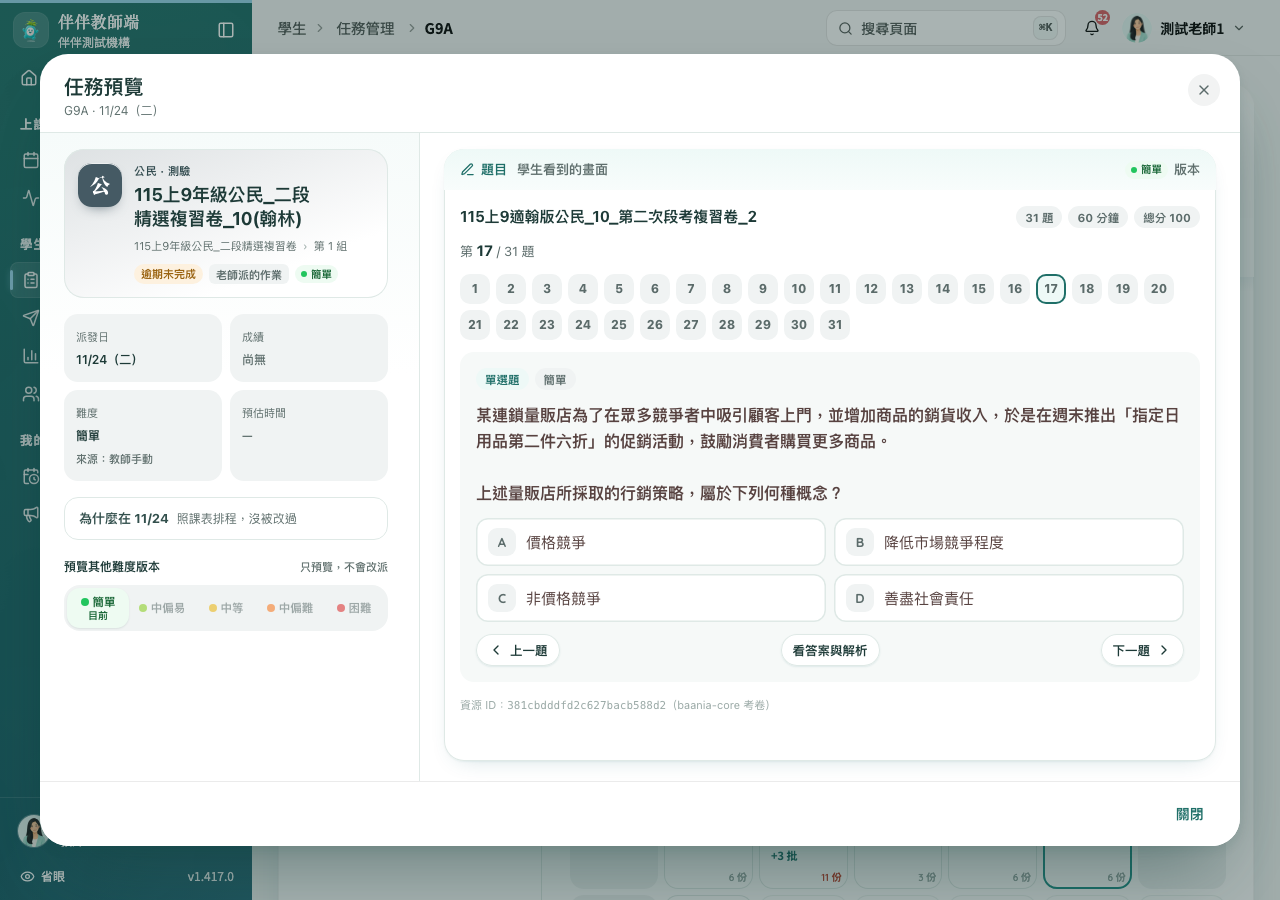 伴伴教師端
伴伴測試機構
學生 › 任務管理 › G9A
搜尋頁面
⌘K
52
測試老師1
任務預覽
G9A · 11/24（二）
公
公民 · 測驗
115上9年級公民_二段
精選複習卷_10(翰林)
115上9年級公民_二段精選複習卷 › 第 1 組
逾期未完成 老師派的作業 簡單
派發日
11/24（二）
成績
尚無
難度
簡單
來源：教師手動
預估時間
—
為什麼在 11/24 照課表排程，沒被改過
預覽其他難度版本 只預覽，不會改派
簡單
目前
中偏易 中等 中偏難 困難
題目 學生看到的畫面
簡單 版本
115上9適翰版公民_10_第二次段考複習卷_2
31 題 60 分鐘 總分 100
第 17 / 31 題
1 2 3 4 5 6 7 8 9 10 11 12 13 14 15 16 17 18 19 20
21 22 23 24 25 26 27 28 29 30 31
單選題 簡單
某連鎖量販店為了在眾多競爭者中吸引顧客上門，並增加商品的銷貨收入，於是在週末推出「指定日
用品第二件六折」的促銷活動，鼓勵消費者購買更多商品。
上述量販店所採取的行銷策略，屬於下列何種概念？
A 價格競爭
B 降低市場競爭程度
C 非價格競爭
D 善盡社會責任
上一題 看答案與解析 下一題
資源 ID：381cbdddfd2c627bacb588d2（baania-core 考卷）
關閉
+3 批
6 份 11 份 3 份 6 份 6 份
省眼 v1.417.0